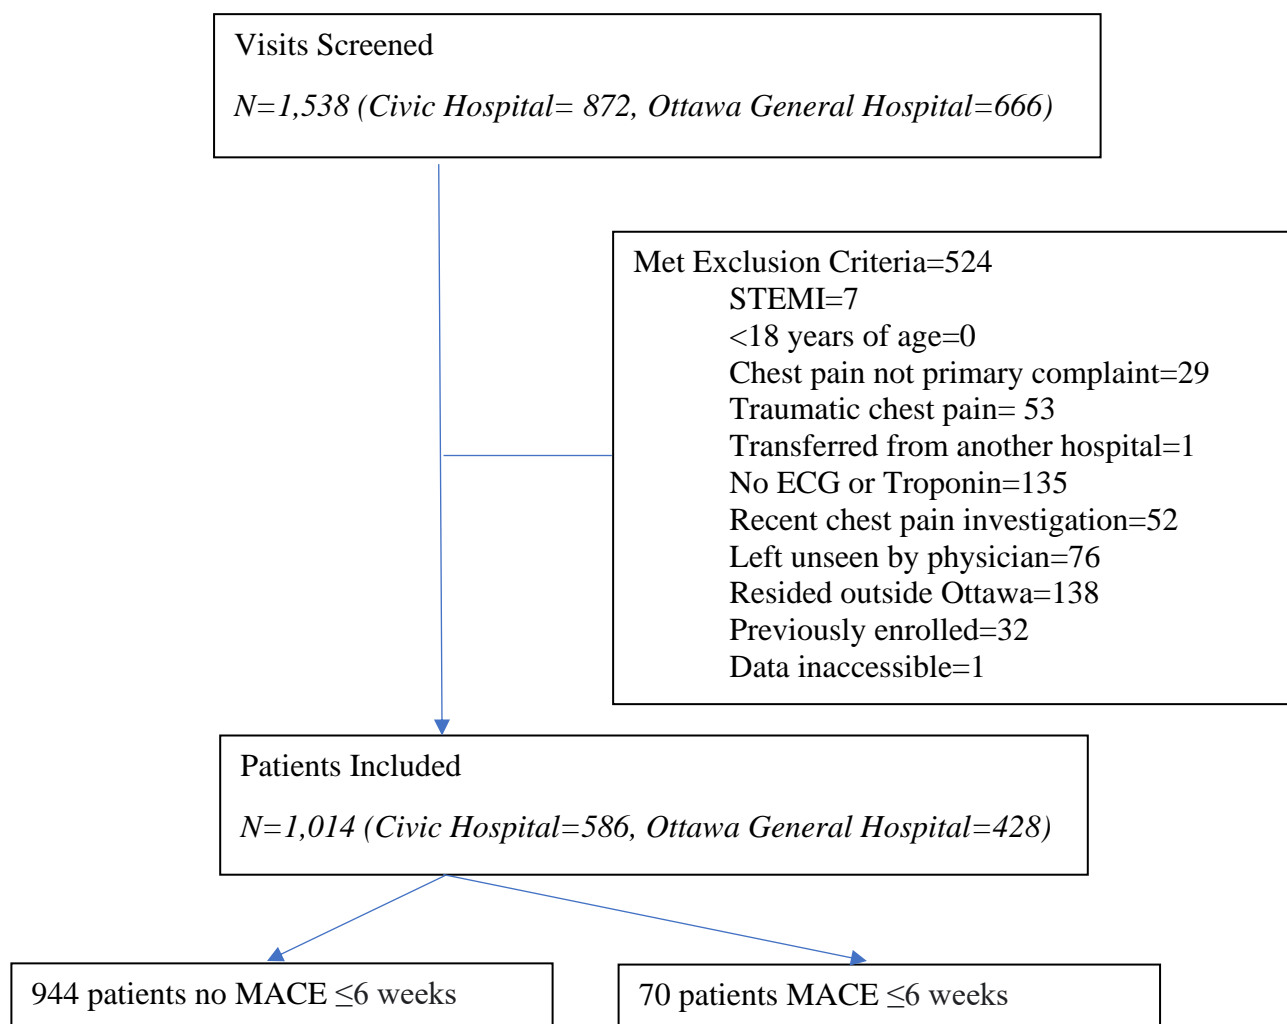 Visits Screened
N=1,538 (Civic Hospital= 872, Ottawa General Hospital=666)
Met Exclusion Criteria=524
STEMI=7
<18 years of age=0
Chest pain not primary complaint=29
Traumatic chest pain= 53
Transferred from another hospital=1
No ECG or Troponin=135
Recent chest pain investigation=52
Left unseen by physician=76
Resided outside Ottawa=138
Previously enrolled=32
Data inaccessible=1
Patients Included
N=1,014 (Civic Hospital=586, Ottawa General Hospital=428)
944 patients no MACE ≤6 weeks
70 patients MACE ≤6 weeks